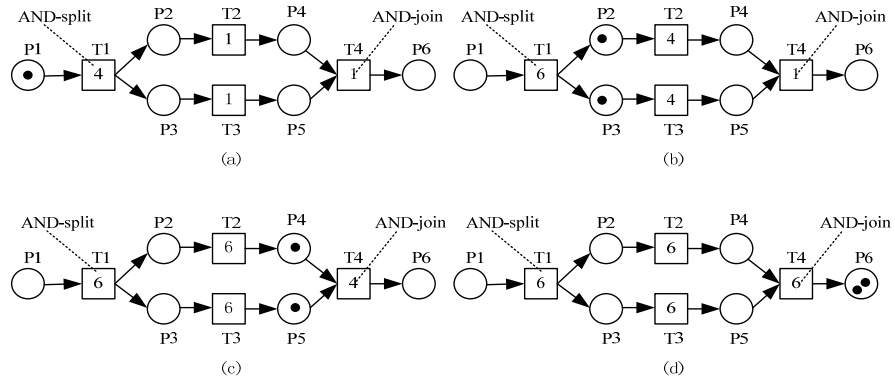 AND-split P2 T2 P4 AND-join
P1 T1 1 T4 P6
4 1 1
P3 T3 P5
(a)
AND-split P2 T2 P4 AND-join
P1 T1 4 T4 P6
6 4 1
P3 T3 P5
(b)
AND-split P2 T2 P4 AND-join
P1 T1 6 T4 P6
6 6 4
P3 T3 P5
(c)
AND-split P2 T2 P4 AND-join
P1 T1 6 T4 P6
6 6 6
P3 T3 P5
(d)